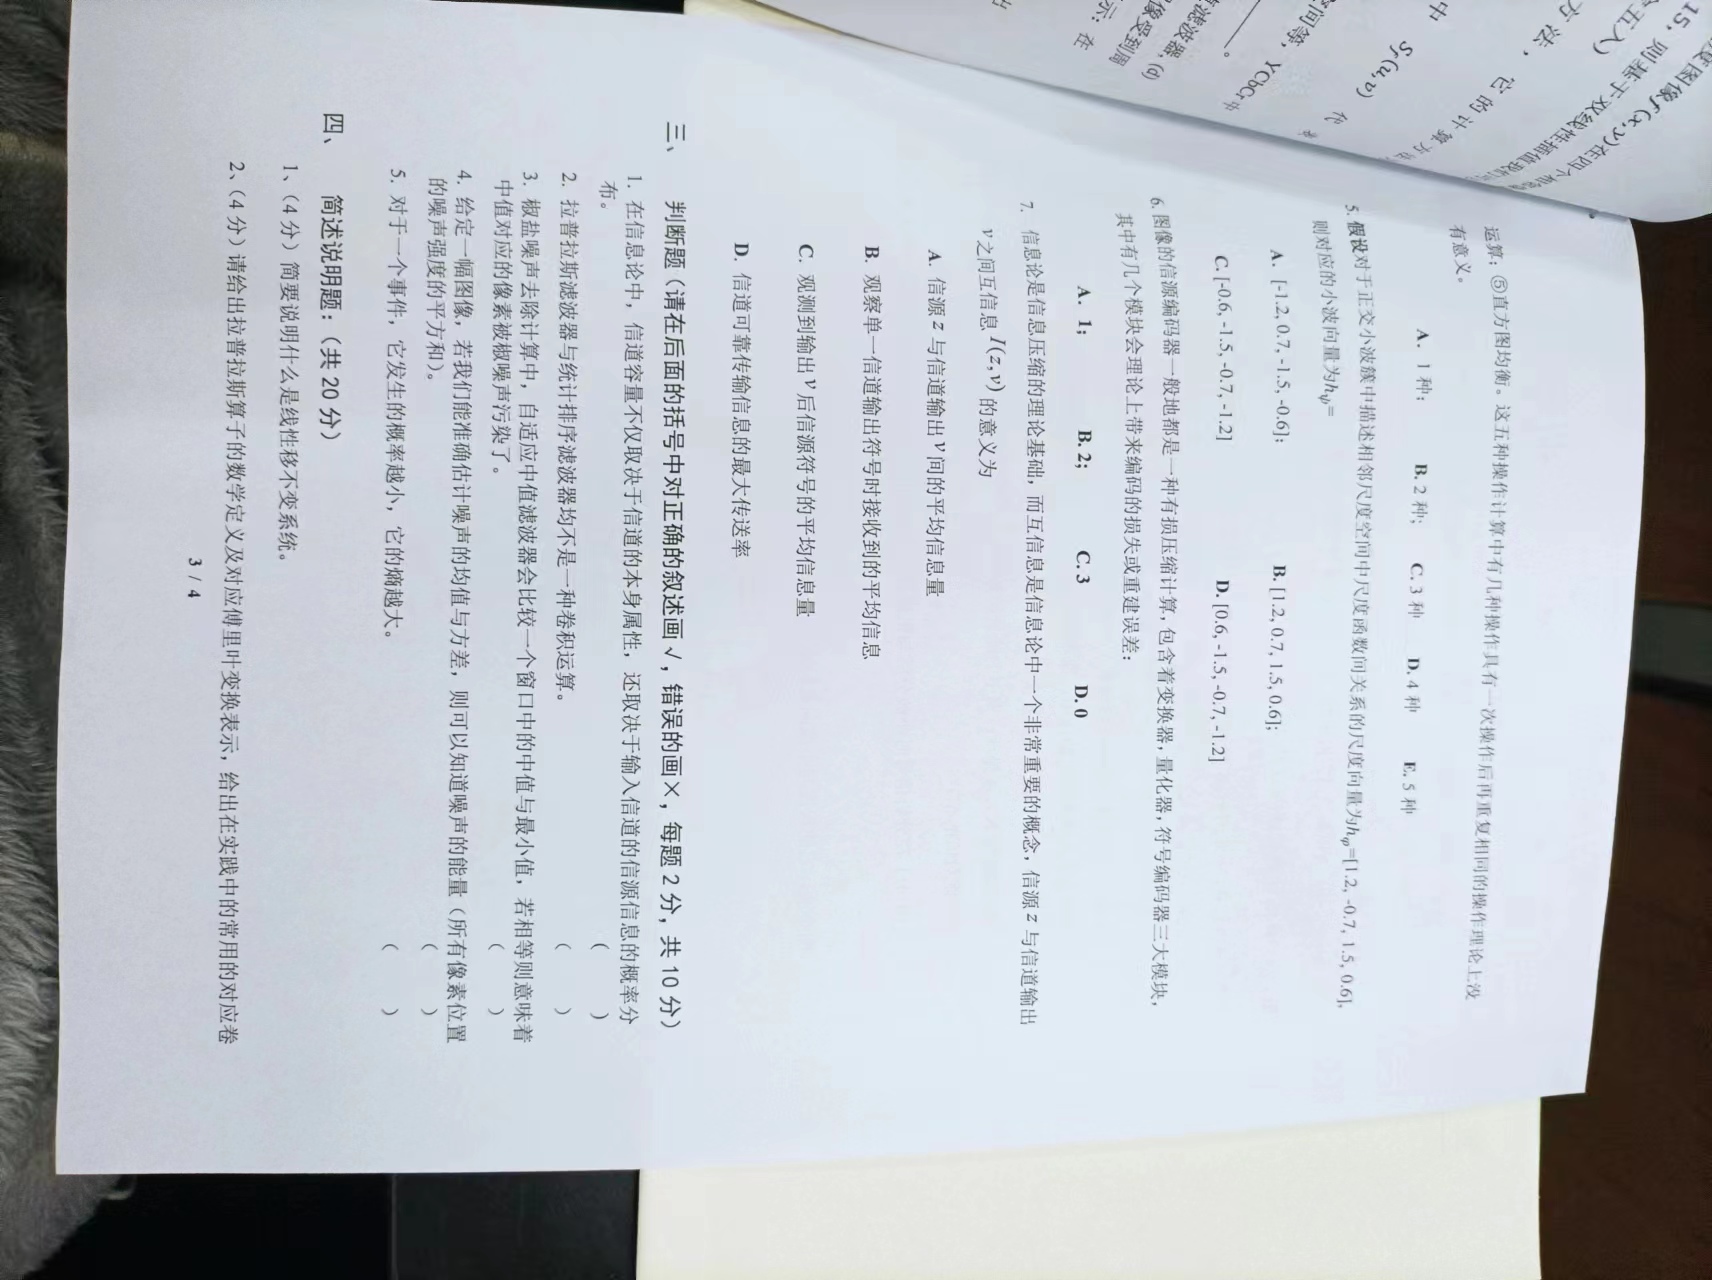 度图像f(x,y)在四个相邻
15，则基于双线性插值我们
五入)
方法，它的计算方法
中 Sf(u,v) 代表
空间等，YCbCr中
。
滤波器, (d)
像受到周
示：在
出
运算；⑤直方图均衡。这五种操作计算中有几种操作具有一次操作后再重复相同的操作理论上没
有意义。
A．1 种； B. 2 种； C. 3 种 D. 4 种 E. 5 种
5. 假设对于正交小波簇中描述相邻尺度空间中尺度函数间关系的尺度向量为hφ=[1.2, -0.7, 1.5, 0.6],
则对应的小波向量为hψ=
A．[-1.2, 0.7, -1.5, -0.6]; B. [1.2, 0.7, 1.5, 0.6];
C. [-0.6, -1.5, -0.7, -1.2] D. [0.6, -1.5, -0.7, -1.2]
6. 图像的信源编码器一般地都是一种有损压缩计算，包含着变换器，量化器，符号编码器三大模块，
其中有几个模块会理论上带来编码的损失或重建误差：
A．1； B. 2； C. 3 D. 0
7. 信息论是信息压缩的理论基础，而互信息是信息论中一个非常重要的概念，信源 z 与信道输出
v 之间互信息 I(z,v) 的意义为
A. 信源 z 与信道输出 v 间的平均信息量
B. 观察单一信道输出符号时接收到的平均信息
C. 观测到输出 v 后信源符号的平均信息量
D. 信道可靠传输信息的最大传送率
三、 判断题（请在后面的括号中对正确的叙述画√，错误的画×，每题 2 分，共 10 分）
1. 在信息论中，信道容量不仅取决于信道的本身属性，还取决于输入信道的信源信息的概率分
布。 （ ）
2. 拉普拉斯滤波器与统计排序滤波器均不是一种卷积运算。 （ ）
3. 椒盐噪声去除计算中，自适应中值滤波器会比较一个窗口中的中值与最小值，若相等则意味着
中值对应的像素被椒噪声污染了。 （ ）
4. 给定一幅图像，若我们能准确估计噪声的均值与方差，则可以知道噪声的能量（所有像素位置
的噪声强度的平方和）。 （ ）
5. 对于一个事件，它发生的概率越小，它的熵越大。 （ ）
四、 简述说明题：（共 20 分）
1、（4 分）简要说明什么是线性移不变系统。
2、（4 分）请给出拉普拉斯算子的数学定义及对应傅里叶变换表示，给出在实践中的常用的对应卷
3 / 4